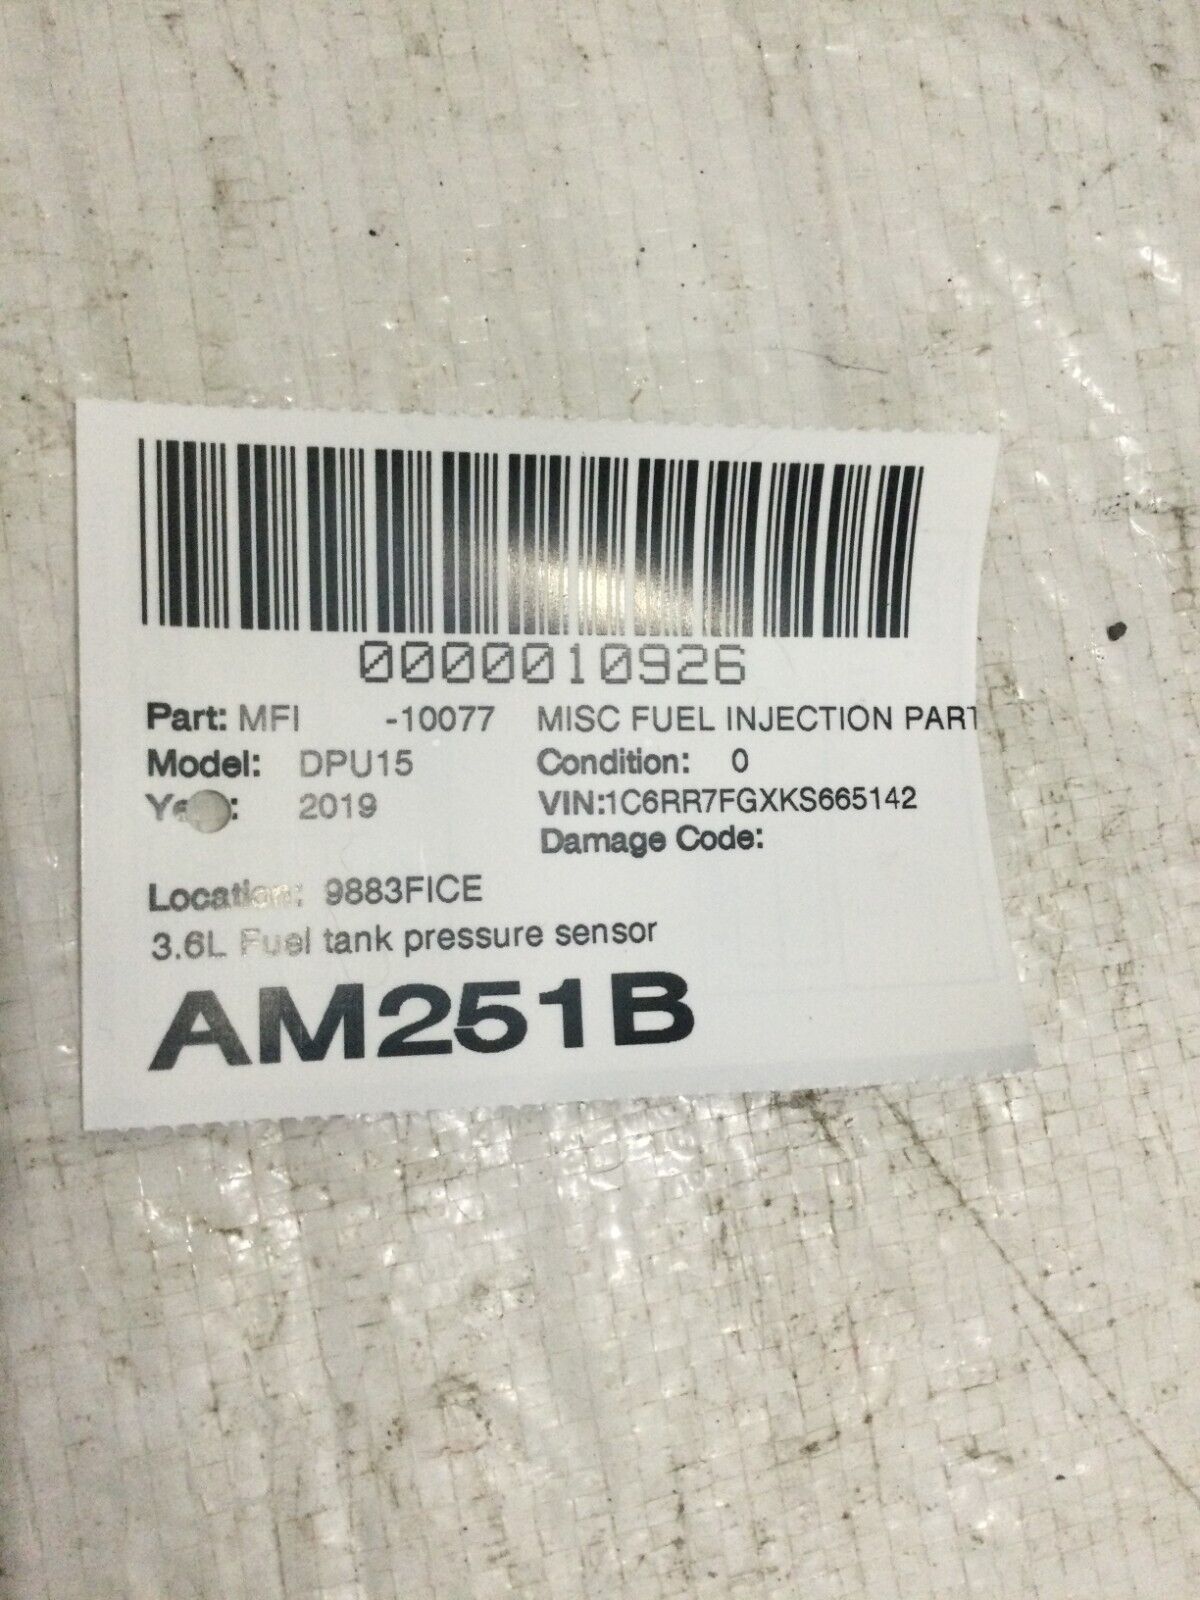 0000010926
Part: MFI -10077 MISC FUEL INJECTION PART
Model: DPU15 Condition: 0
2019 VIN:1C6RR7FGXKS665142
Damage Code:
Location: 9883FICE
3.6L Fuel tank pressure sensor
AM251B